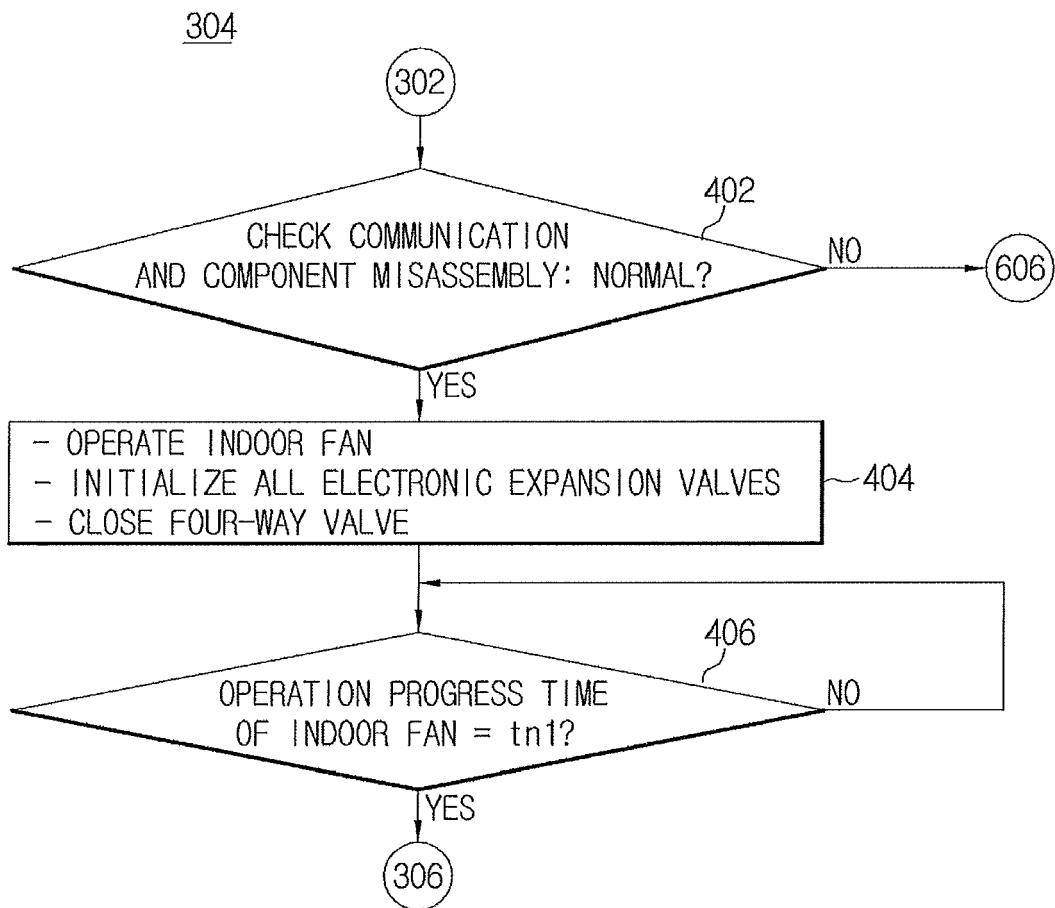 304
302
402
CHECK COMMUNICATION
AND COMPONENT MISASSEMBLY: NORMAL?
NO
606
YES
- OPERATE INDOOR FAN
- INITIALIZE ALL ELECTRONIC EXPANSION VALVES
- CLOSE FOUR-WAY VALVE
404
406
OPERATION PROGRESS TIME
OF INDOOR FAN = tn1?
NO
YES
306